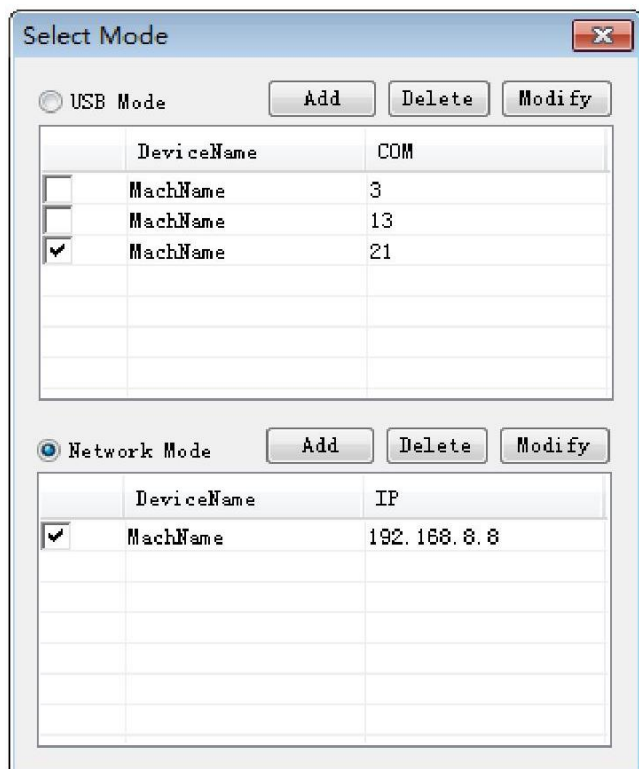 Select Mode
USB Mode Add Delete Modify
DeviceName COM
MachName 3
MachName 13
MachName 21
Network Mode Add Delete Modify
DeviceName IP
MachName 192.168.8.8